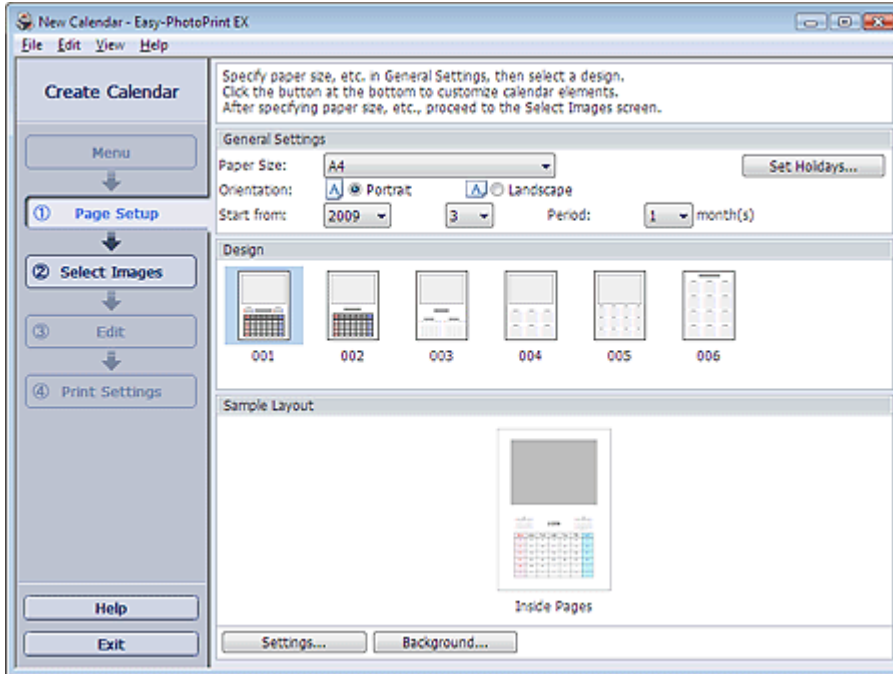 New Calendar - Easy-PhotoPrint EX
File Edit View Help
Create Calendar
Menu
① Page Setup
② Select Images
③ Edit
④ Print Settings
Help
Exit
Specify paper size, etc. in General Settings, then select a design.
Click the button at the bottom to customize calendar elements.
After specifying paper size, etc., proceed to the Select Images screen.
General Settings
Paper Size: A4 Set Holidays...
Orientation: A Portrait A Landscape
Start from: 2009 3 Period: 1 month(s)
Design
001 002 003 004 005 006
Sample Layout
Inside Pages
Settings... Background...